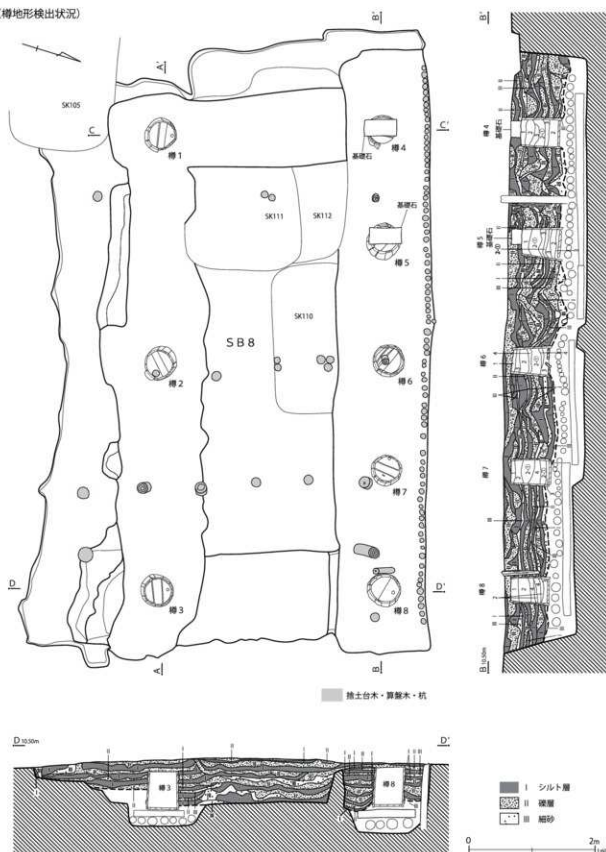 (樽地形検出状況)
B'
B'
A'
SK105
C
C'
樽1
樽4
基礎石
SK111
SK112
基礎石
樽5
SK110
SB8
樽2
樽6
樽7
樽3
樽8
D
D'
A
B
樽4
基礎石
樽5
基礎石
樽6
樽7
樽8
B 10.50m
捨土台木・算盤木・杭
D 10.50m
D'
樽3
樽8
I シルト層
II 礫層
III 細砂
0
2m